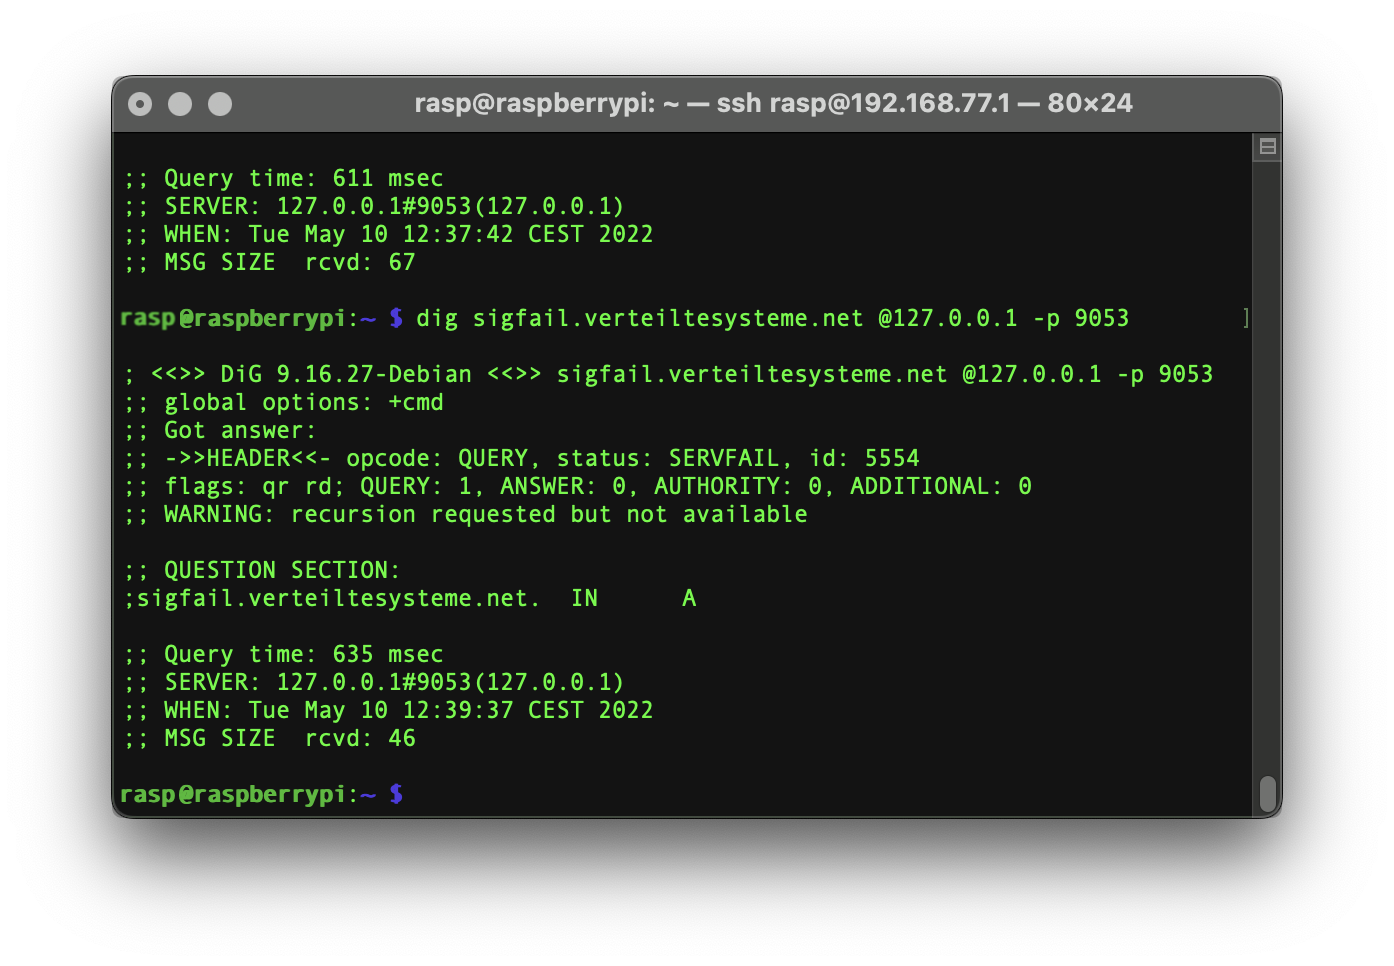 rasp@raspberrypi: ~ — ssh rasp@192.168.77.1 — 80×24
;; Query time: 611 msec
;; SERVER: 127.0.0.1#9053(127.0.0.1)
;; WHEN: Tue May 10 12:37:42 CEST 2022
;; MSG SIZE  rcvd: 67
rasp@raspberrypi:~ $ dig sigfail.verteiltesysteme.net @127.0.0.1 -p 9053 ]
; <<>> DiG 9.16.27-Debian <<>> sigfail.verteiltesysteme.net @127.0.0.1 -p 9053
;; global options: +cmd
;; Got answer:
;; ->>HEADER<<- opcode: QUERY, status: SERVFAIL, id: 5554
;; flags: qr rd; QUERY: 1, ANSWER: 0, AUTHORITY: 0, ADDITIONAL: 0
;; WARNING: recursion requested but not available
;; QUESTION SECTION:
;sigfail.verteiltesysteme.net.  IN      A
;; Query time: 635 msec
;; SERVER: 127.0.0.1#9053(127.0.0.1)
;; WHEN: Tue May 10 12:39:37 CEST 2022
;; MSG SIZE  rcvd: 46
rasp@raspberrypi:~ $